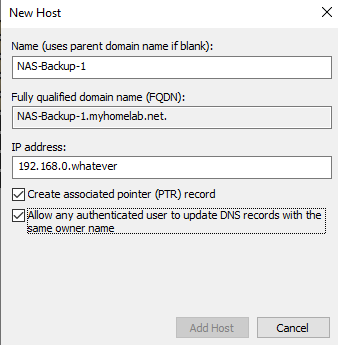 New Host
Name (uses parent domain name if blank):
NAS-Backup-1
Fully qualified domain name (FQDN):
NAS-Backup-1.myhomelab.net.
IP address:
192.168.0.whatever
Create associated pointer (PTR) record
Allow any authenticated user to update DNS records with the
same owner name
Add Host Cancel